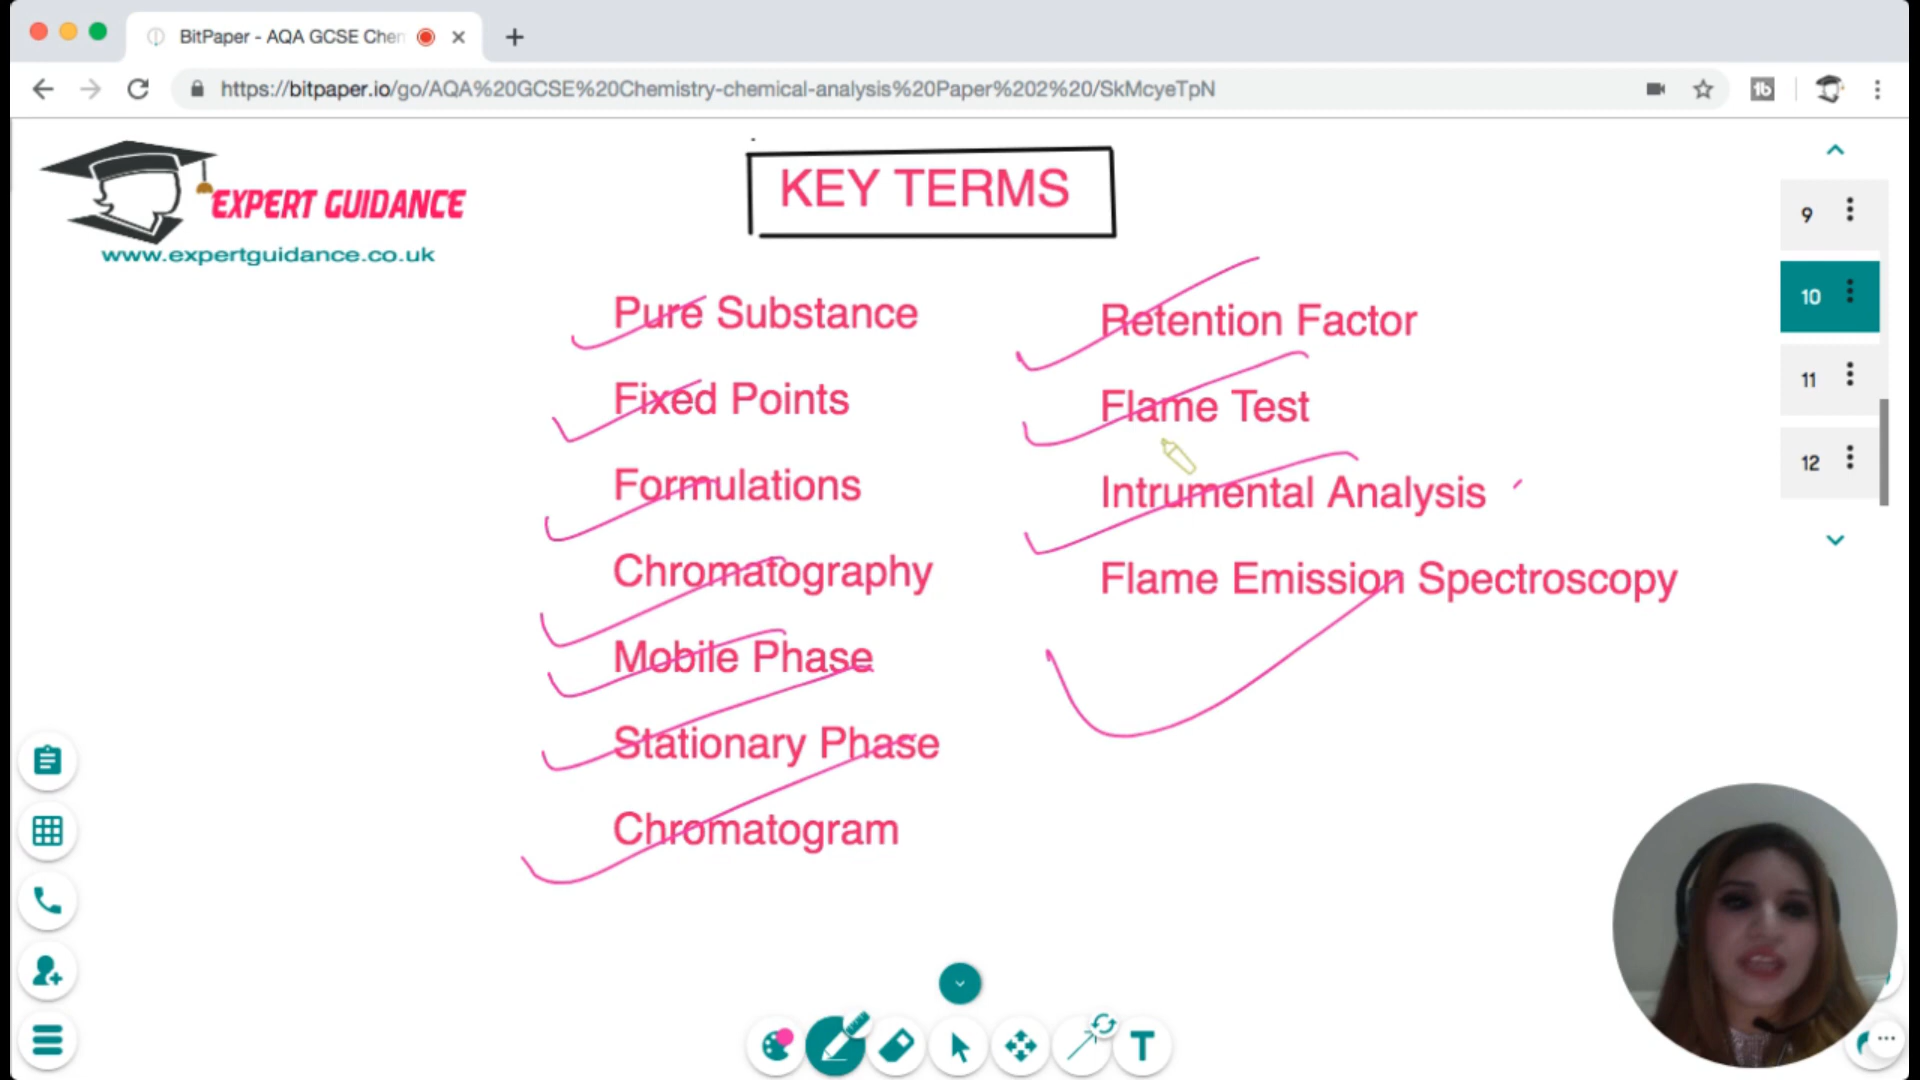 BitPaper - AQA GCSE Chem
https://bitpaper.io/go/AQA%20GCSE%20Chemistry-chemical-analysis%20Paper%202%20/SkMcyeTpN
EXPERT GUIDANCE
www.expertguidance.co.uk
KEY TERMS
Pure Substance
Fixed Points
Formulations
Chromatography
Mobile Phase
Stationary Phase
Chromatogram
Retention Factor
Flame Test
Intrumental Analysis
Flame Emission Spectroscopy
9
10
11
12
T